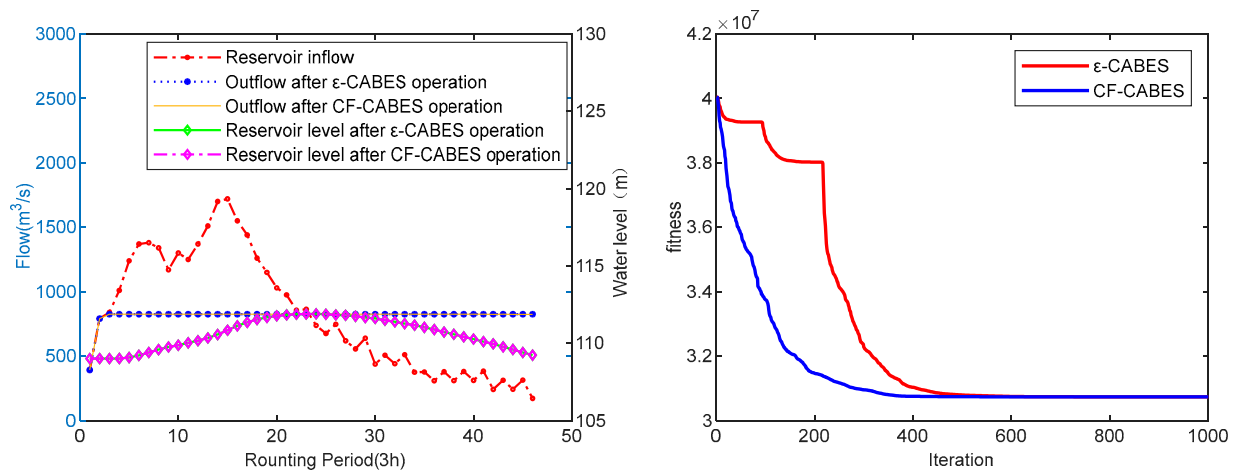 3000
2500
2000
1500
1000
500
0
Flow(m³/s)
130
125
120
115
110
105
Water level（m）
0
10
20
30
40
50
Rounting Period(3h)
Reservoir inflow
Outflow after ε-CABES operation
Outflow after CF-CABES operation
Reservoir level after ε-CABES operation
Reservoir level after CF-CABES operation
×10⁷
4.2
4
3.8
3.6
3.4
3.2
3
fitness
0
200
400
600
800
1000
Iteration
ε-CABES
CF-CABES